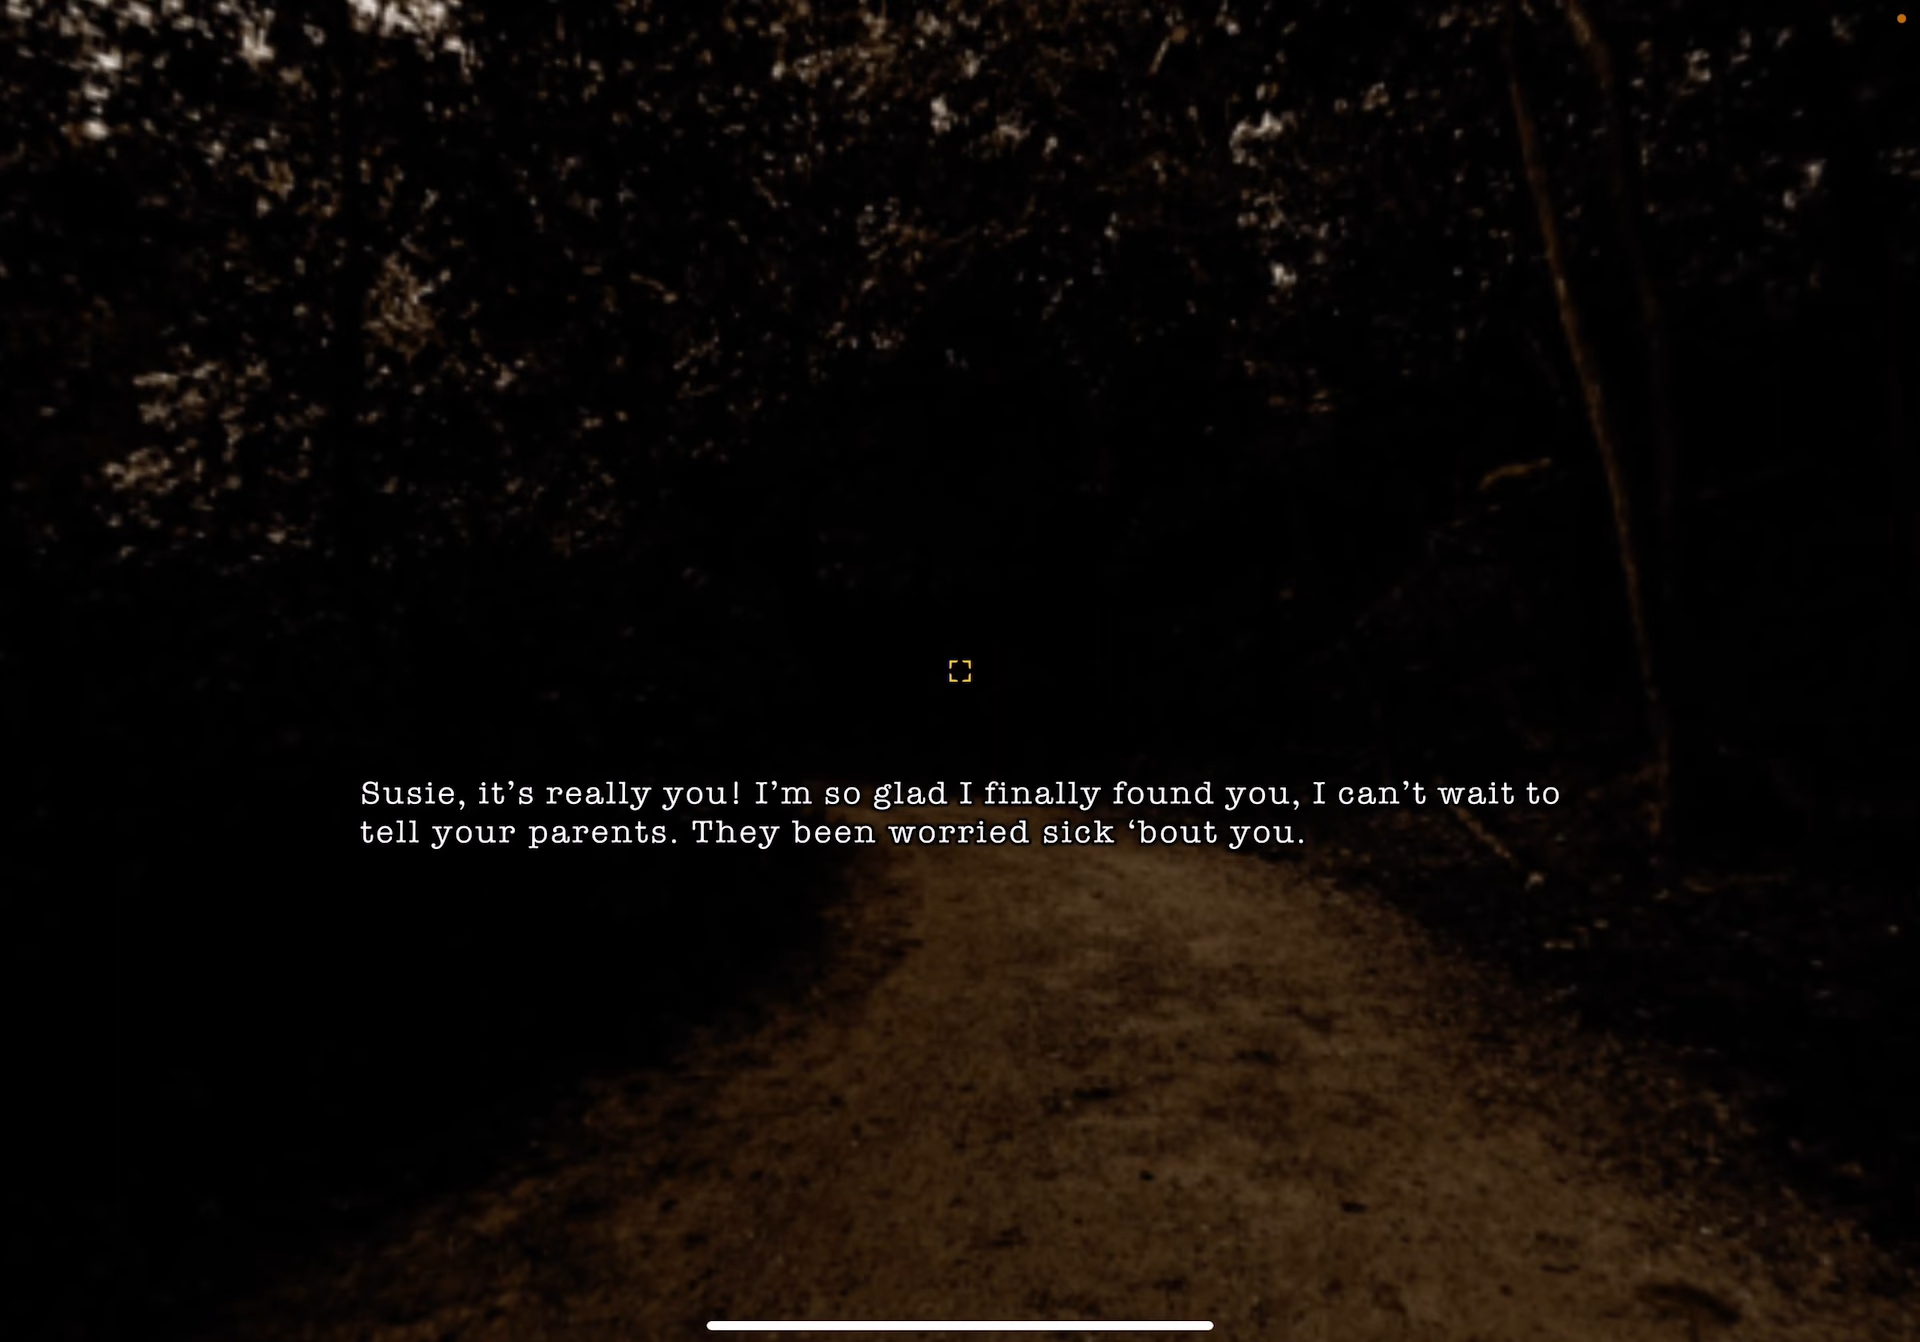 Susie, it’s really you! I’m so glad I finally found you, I can’t wait to
tell your parents. They been worried sick ‘bout you.